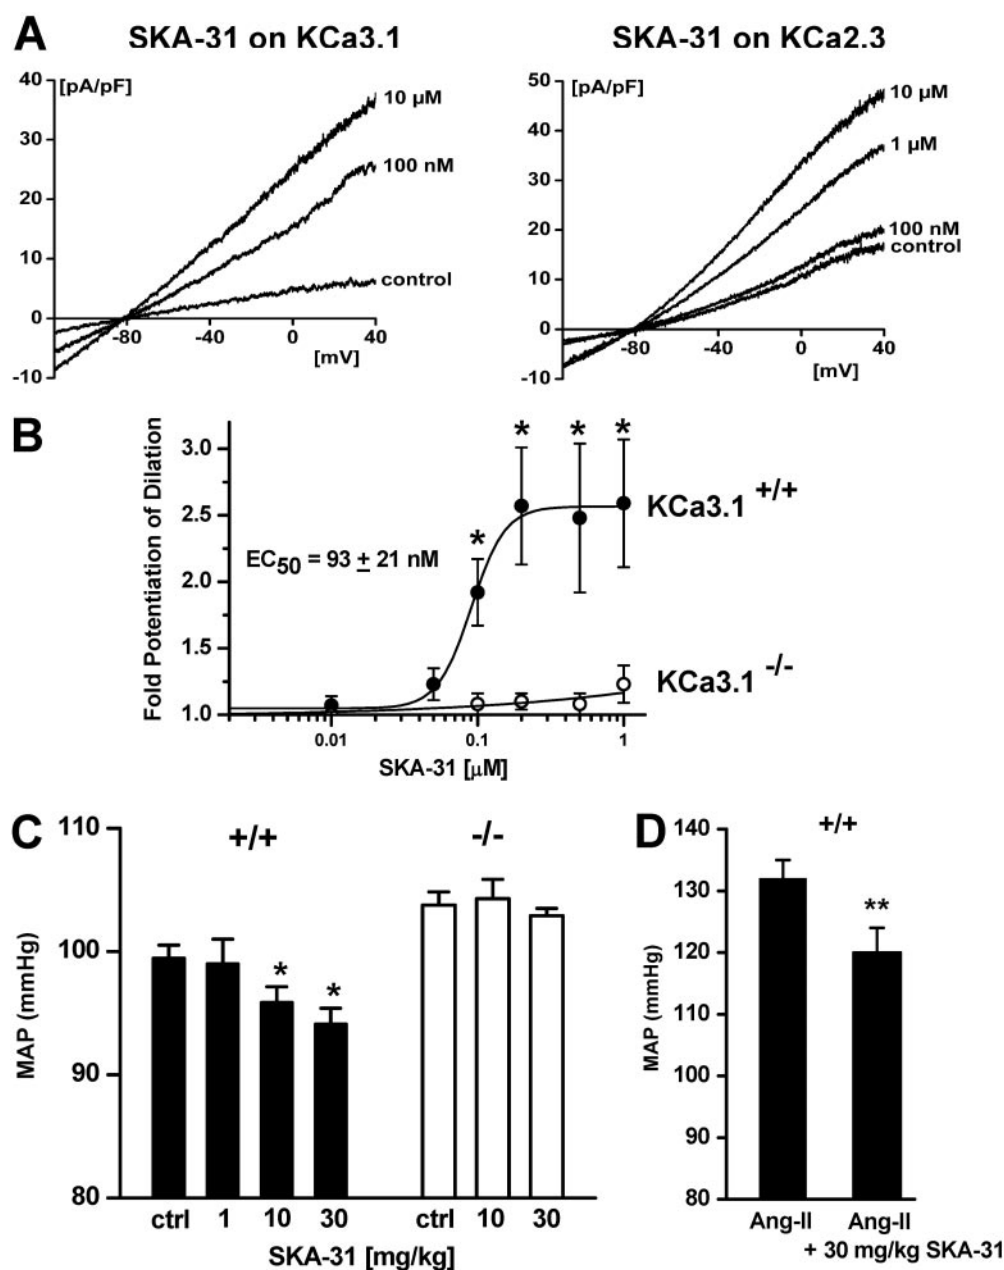 A
SKA-31 on KCa3.1
SKA-31 on KCa2.3
40
[pA/pF]
10 µM
30
100 nM
20
10
control
0
-80
-40
0
40
[mV]
-10
50
[pA/pF]
10 µM
40
1 µM
30
20
100 nM
control
10
0
-80
-40
0
40
[mV]
-10
B
Fold Potentiation of Dilation
3.0
2.5
2.0
1.5
1.0
*
*
*
*
KCa3.1 +/+
EC50 = 93 ± 21 nM
KCa3.1 -/-
0.01
0.1
1
SKA-31 [µM]
C
MAP (mmHg)
110
100
90
80
+/+
-/-
*
*
ctrl 1 10 30 ctrl 10 30
SKA-31 [mg/kg]
D
MAP (mmHg)
140
130
120
110
100
90
80
+/+
**
Ang-II Ang-II
+ 30 mg/kg SKA-31